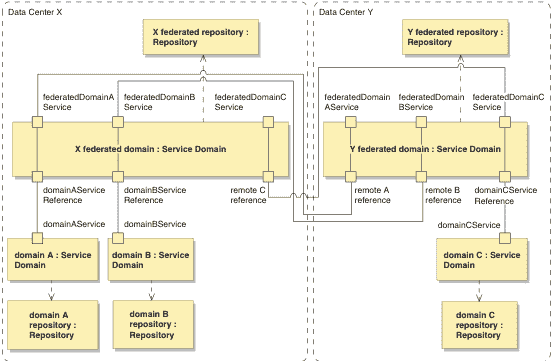 Data Center X
Data Center Y
X federated repository :
Repository
Y federated repository :
Repository
federatedDomainA
Service
federatedDomainB
Service
federatedDomainC
Service
federatedDomain
AService
federatedDomain
BService
federatedDomainC
Service
X federated domain : Service Domain
Y federated domain : Service Domain
domainAService
Reference
domainBService
Reference
remote C
reference
remote A
reference
remote B
reference
domainCService
Reference
domainAService
domainBService
domainCService
domain A : Service
Domain
domain B : Service
Domain
domain C : Service
Domain
domain A
repository :
Repository
domain B
repository :
Repository
domain C
repository :
Repository